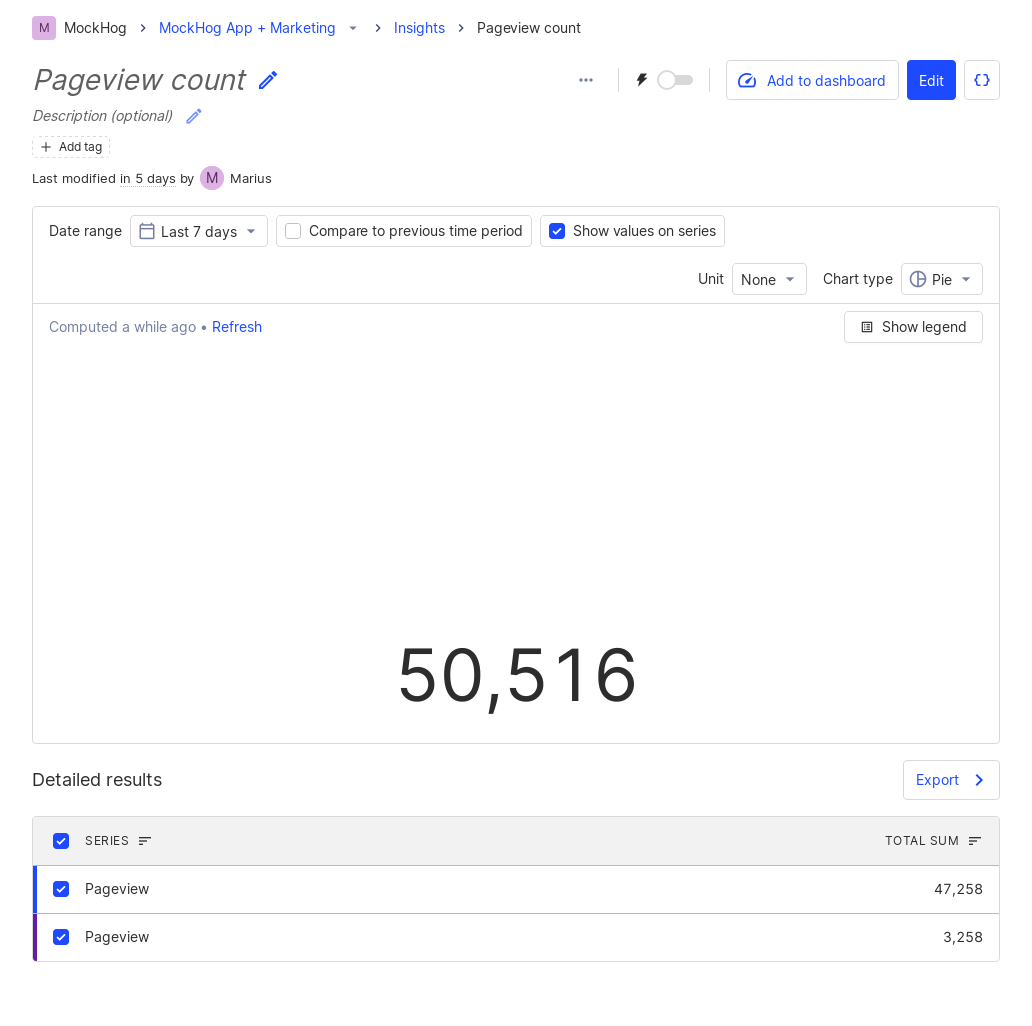 M MockHog MockHog App + Marketing Insights Pageview count
Pageview count
Add to dashboard Edit
Description (optional)
Add tag
Last modified in 5 days by M Marius
Date range Last 7 days Compare to previous time period Show values on series
Unit None Chart type Pie
Computed a while ago • Refresh Show legend
50,516
Detailed results Export
SERIES TOTAL SUM
Pageview 47,258
Pageview 3,258